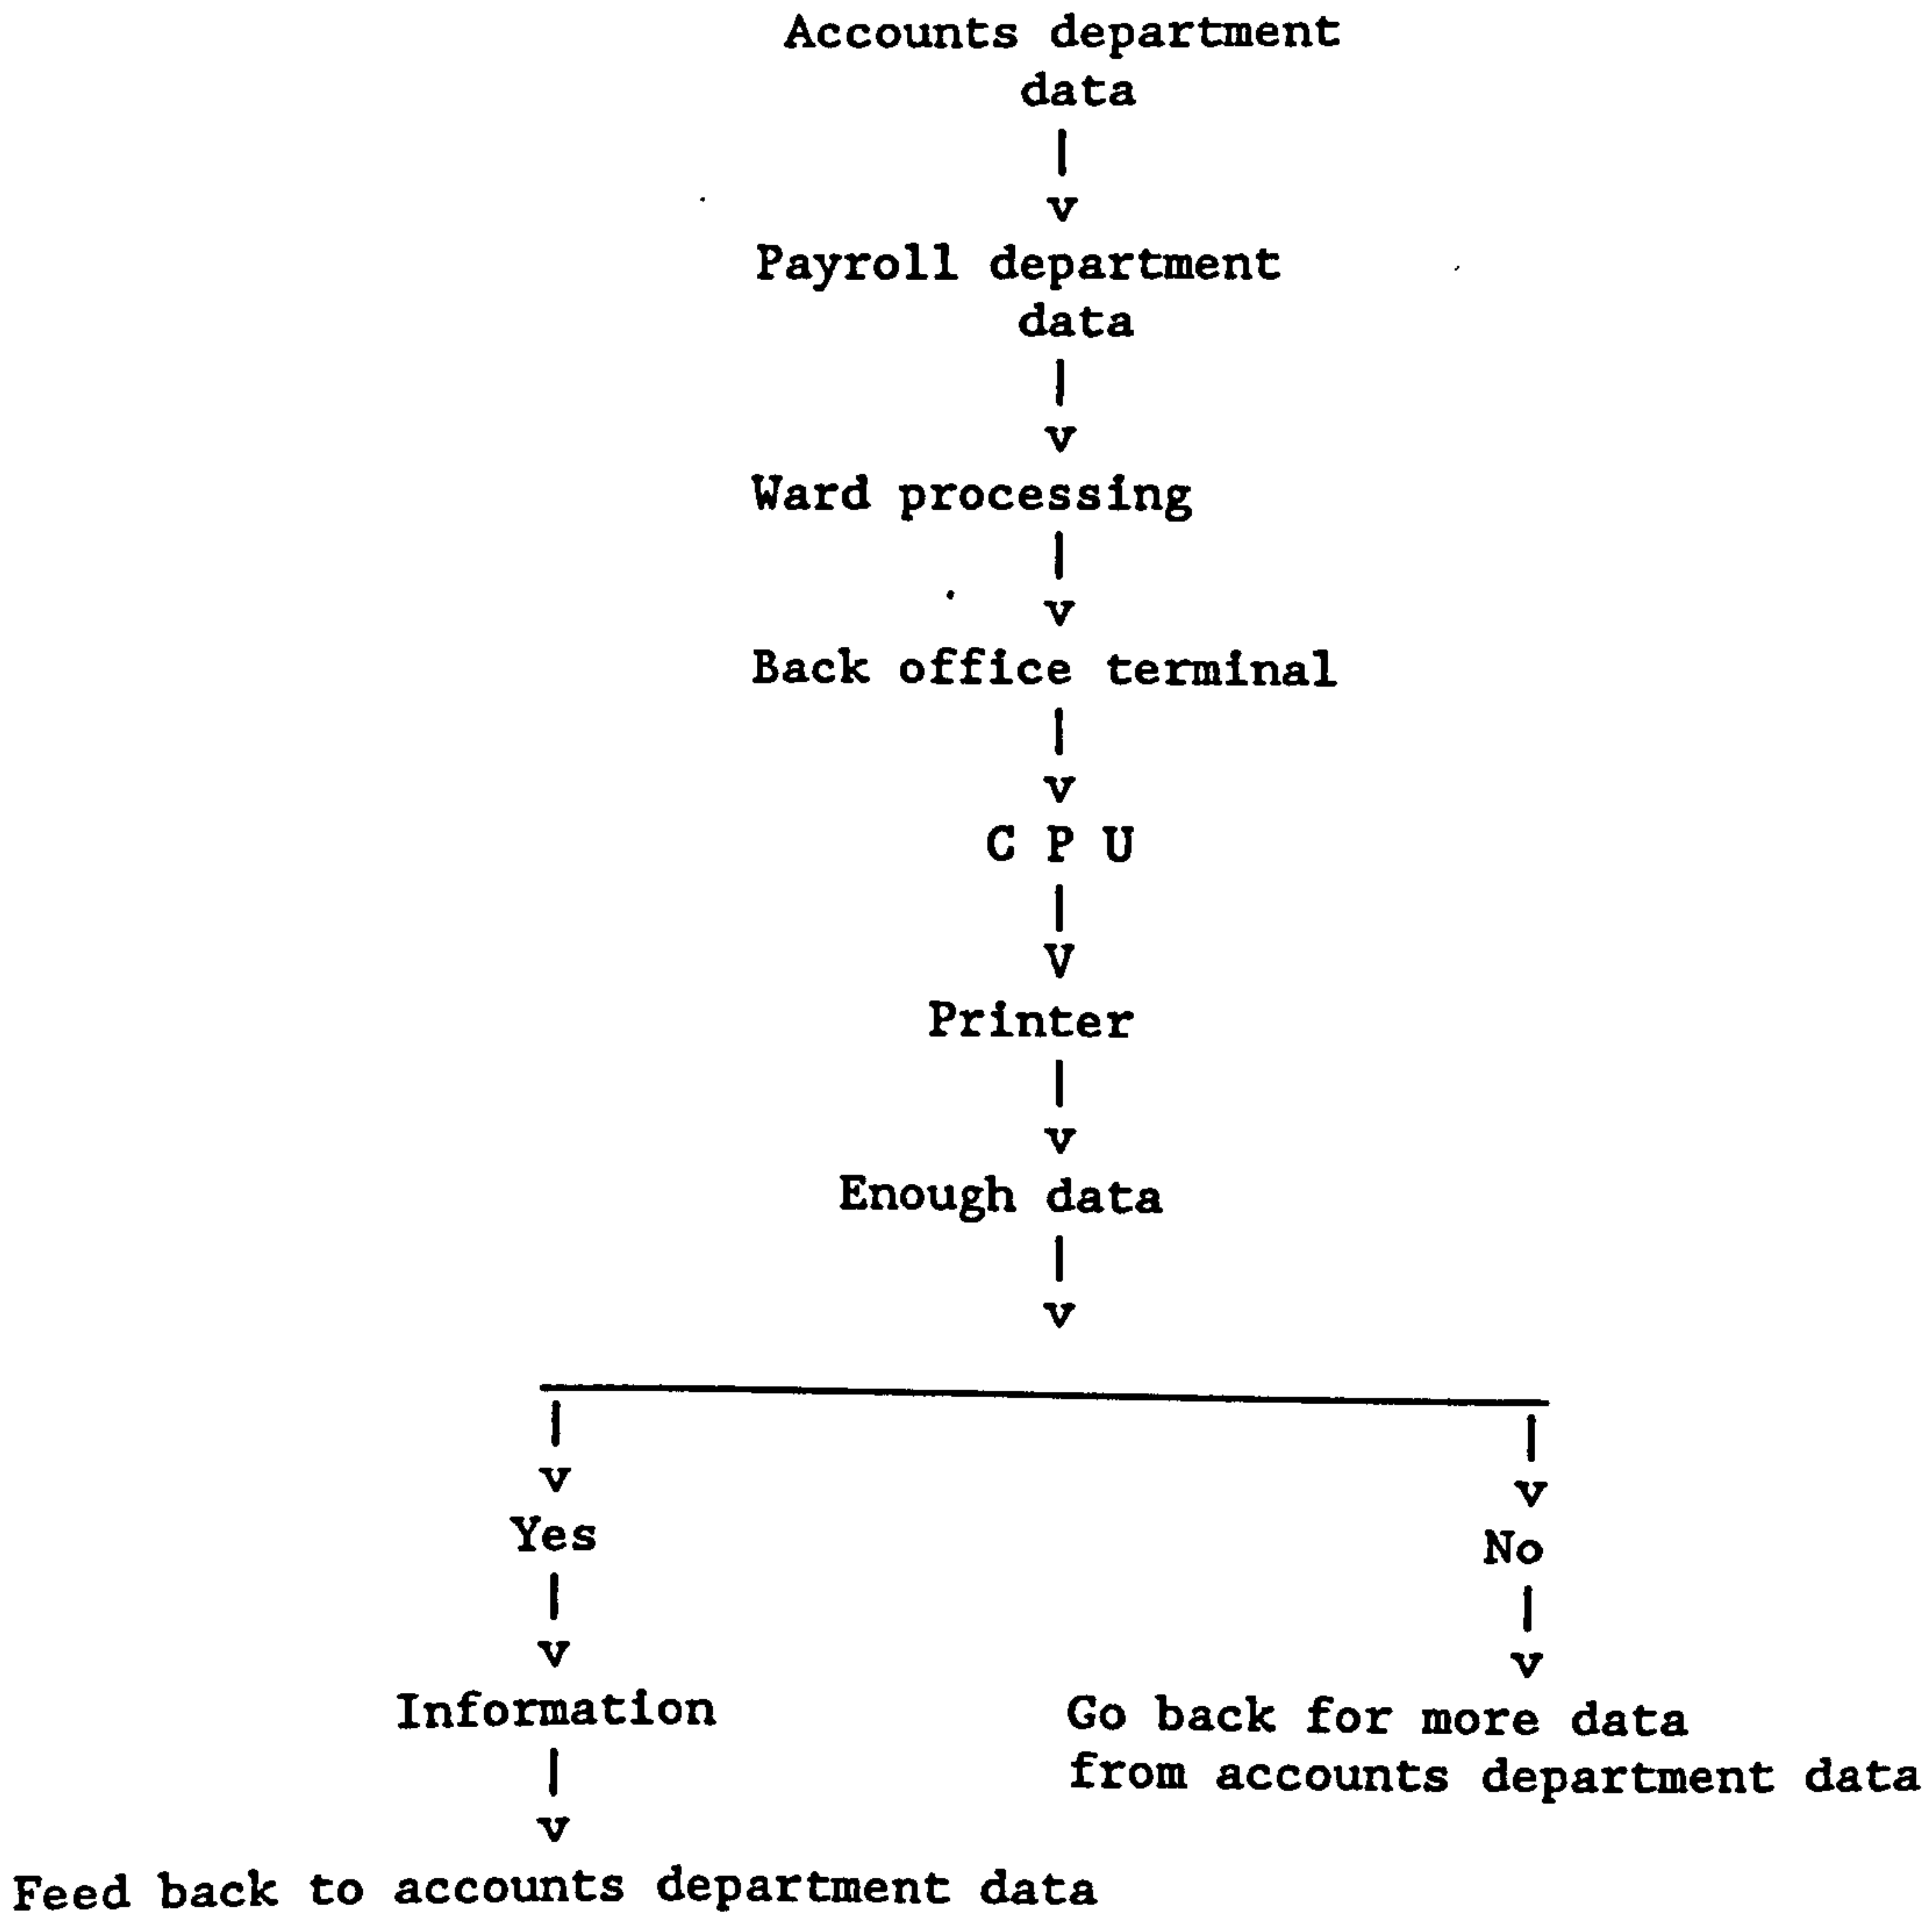 Accounts department
data
|
v
Payroll department
data
|
v
Ward processing
|
v
Back office terminal
|
v
C P U
|
V
Printer
|
v
Enough data
|
v
|
v
Yes
|
v
Information
|
v
Feed back to accounts department data
|
v
No
|
v
Go back for more data
from accounts department data